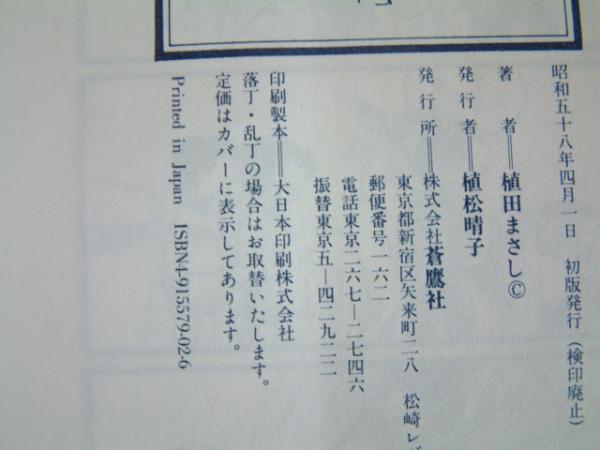 昭和五十八年四月一日　初版発行（検印廃止）
著　者＝植田まさし©
発行者＝植松晴子
発行所＝株式会社蒼鷹社
東京都新宿区矢来町二八　松崎レ
郵便番号一六二
電話東京二六七―二七四六
振替東京五―四二九二二
印刷製本＝大日本印刷株式会社
落丁・乱丁の場合はお取替いたします。
定価はカバーに表示してあります。
Printed in Japan　ISBN4-915579-02-6